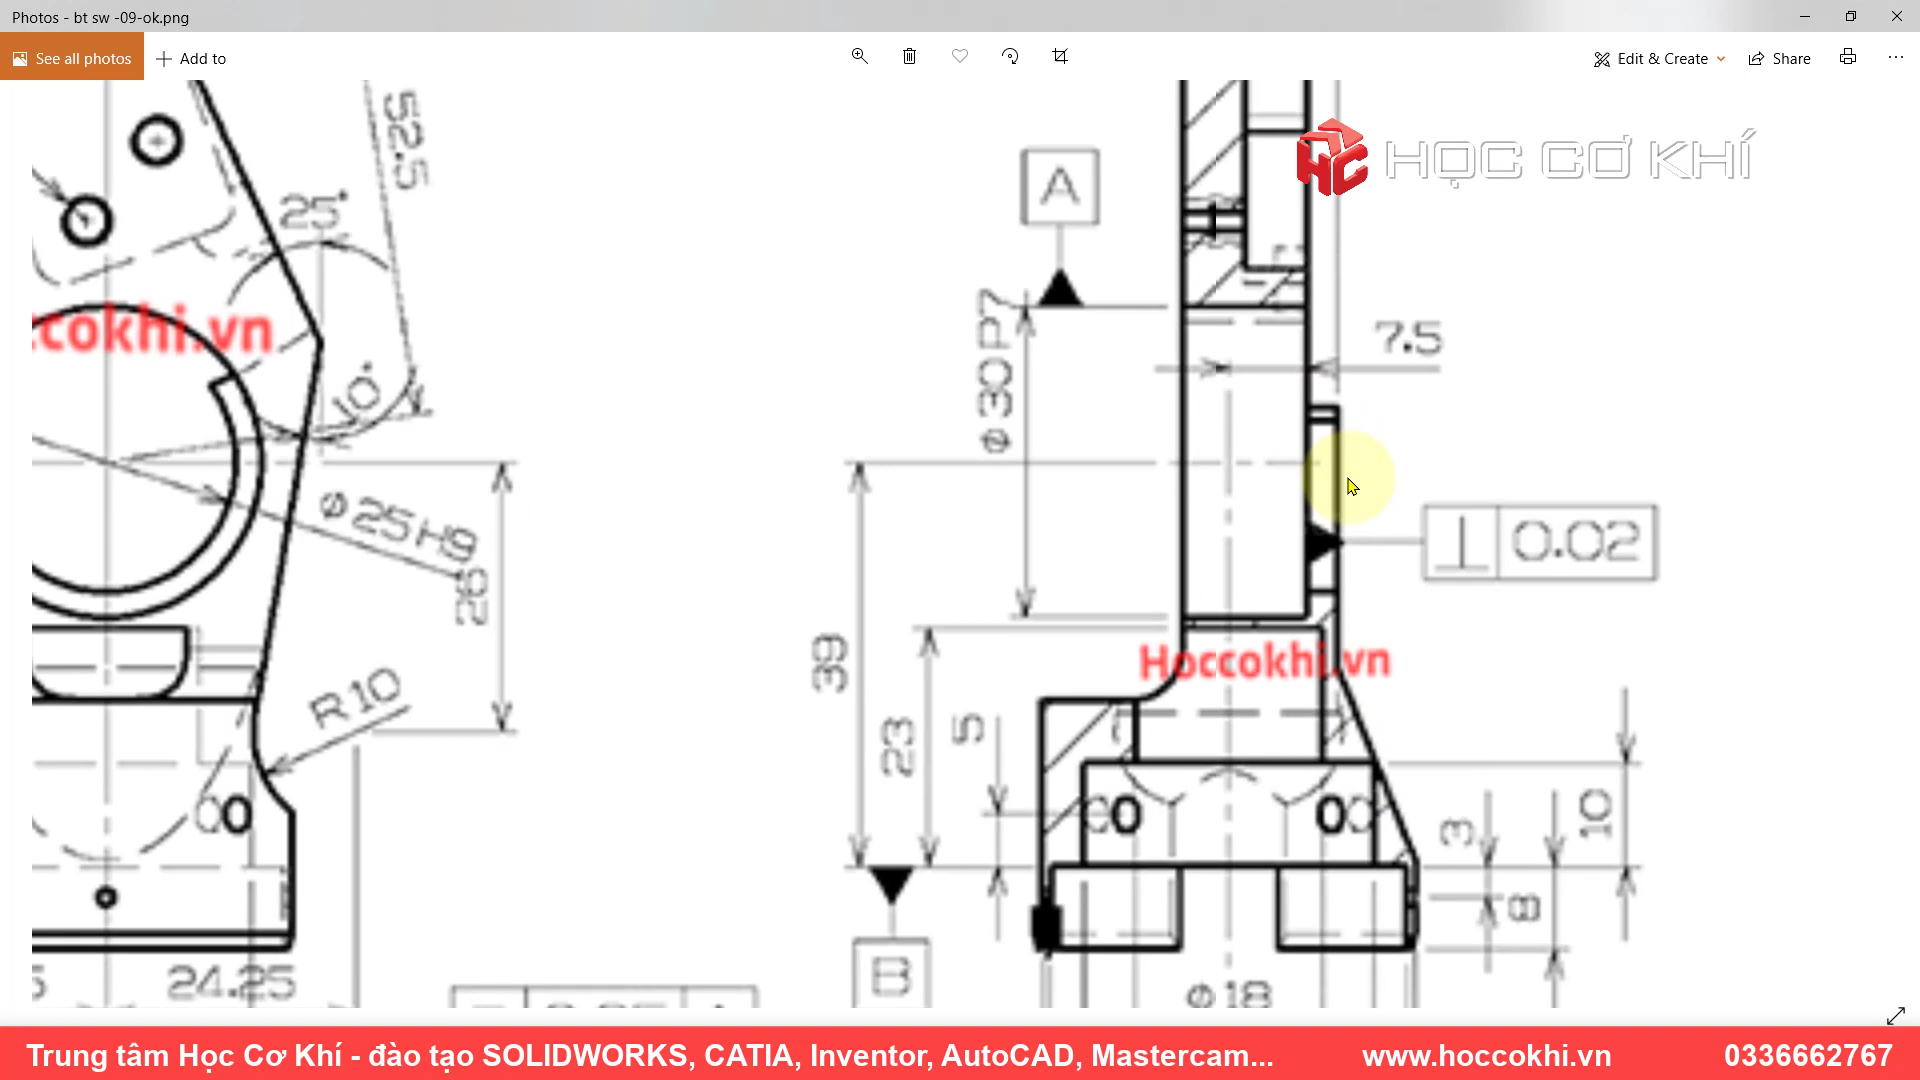 Photos - bt sw -09-ok.png
See all photos
Add to
Edit & Create
Share
HỌC CƠ KHÍ
52.5
25°
A
ccokhi.vn
10°
7.5
⌀30P7
⌀25H9
26
⊥ 0.02
R10
39
23
5
Hoccokhi.vn
10
3
8
B
24.25
⌀18
Trung tâm Học Cơ Khí - đào tạo SOLIDWORKS, CATIA, Inventor, AutoCAD, Mastercam...
www.hoccokhi.vn
0336662767